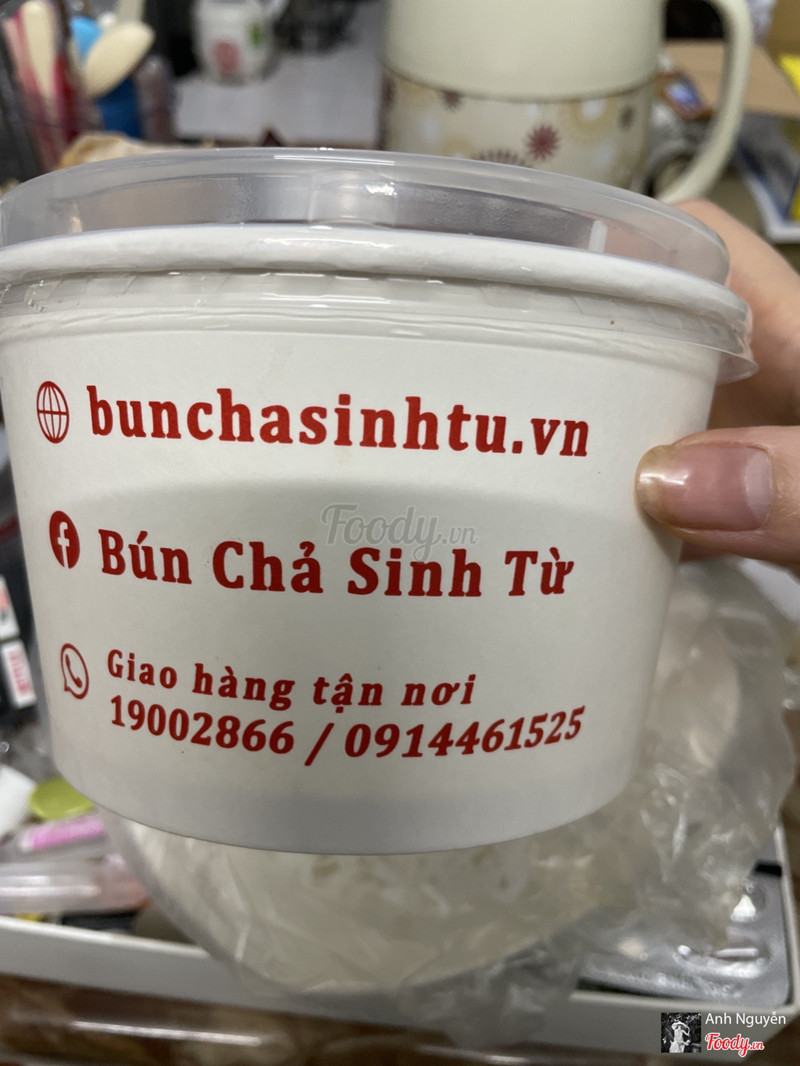 bunchasinhtu.vn
Foody.vn
Bún Chả Sinh Từ
Giao hàng tận nơi
19002866 / 0914461525
Anh Nguyễn
Foody.vn